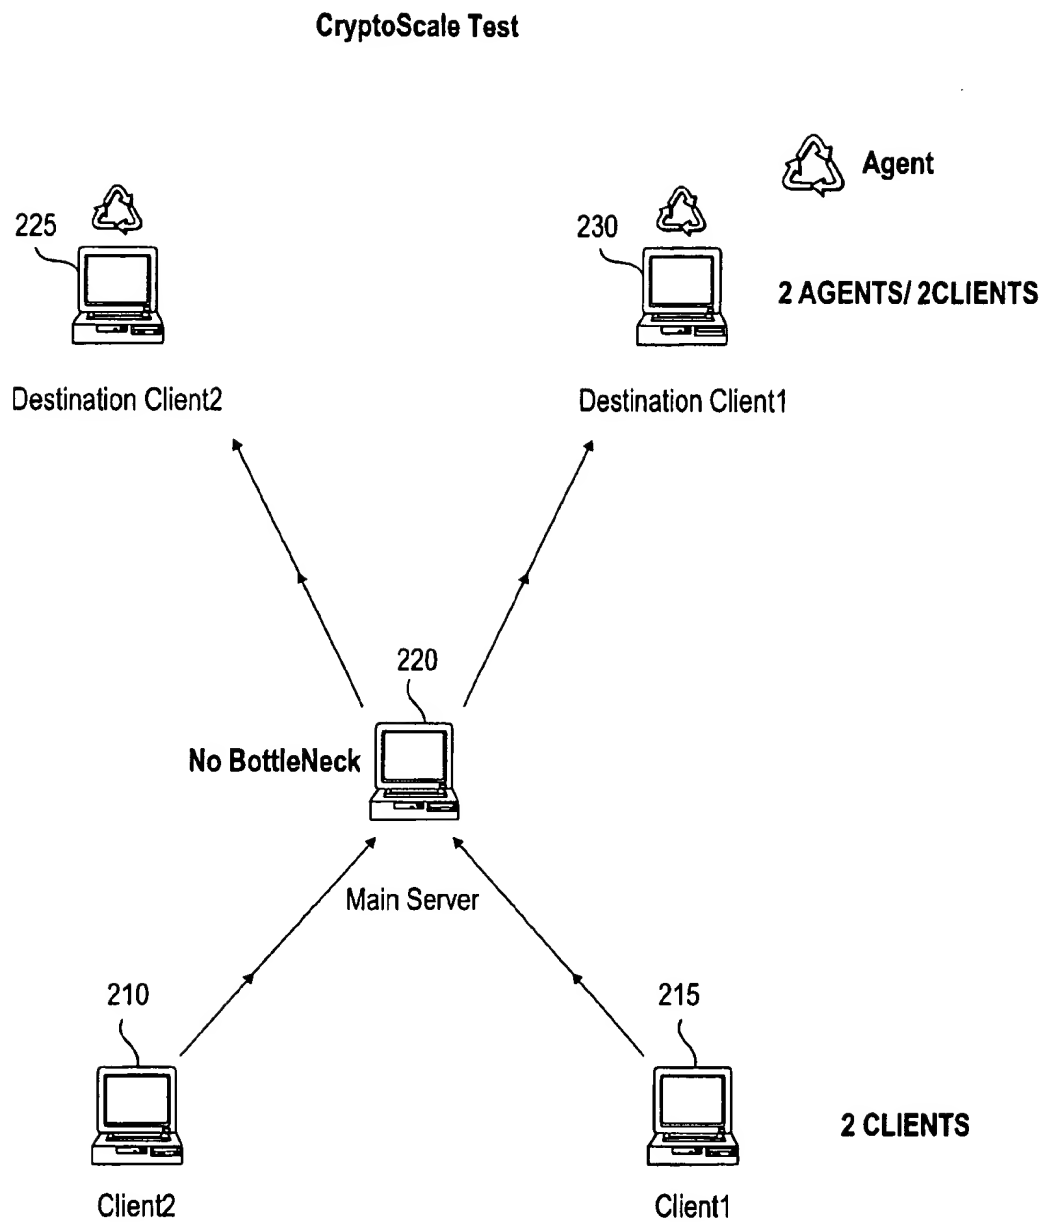 CryptoScale Test
Agent
225
230
2 AGENTS/ 2CLIENTS
Destination Client2
Destination Client1
220
No BottleNeck
Main Server
210
215
2 CLIENTS
Client2
Client1